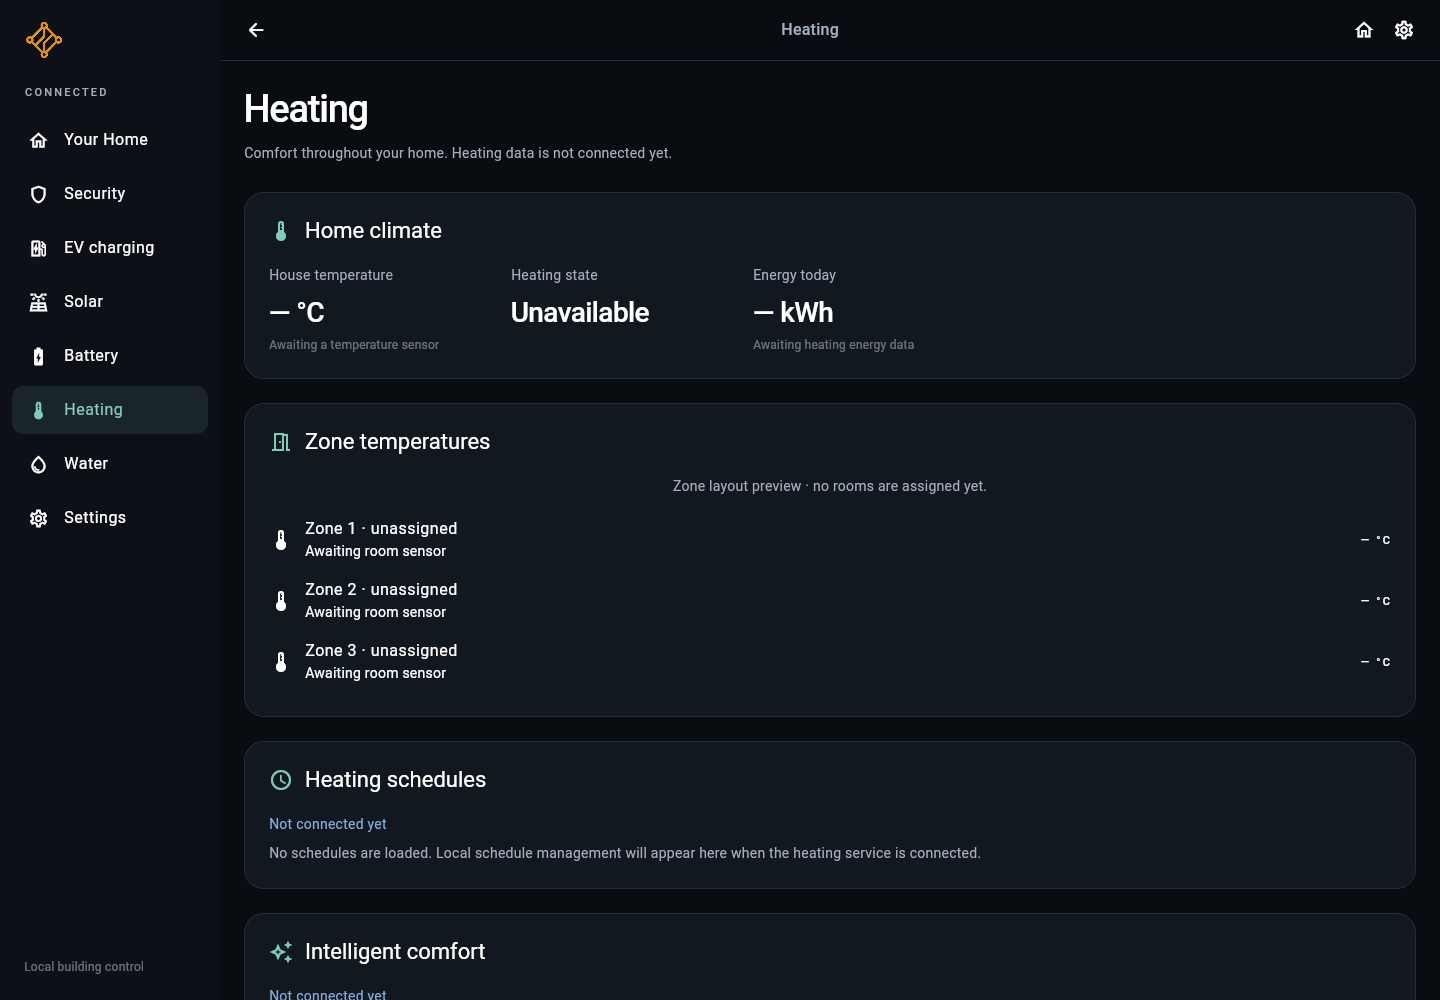 CONNECTED
Your Home
Security
EV charging
Solar
Battery
Heating
Water
Settings
Local building control
Heating
Heating
Comfort throughout your home. Heating data is not connected yet.
Home climate
House temperature
— °C
Awaiting a temperature sensor
Heating state
Unavailable
Energy today
— kWh
Awaiting heating energy data
Zone temperatures
Zone layout preview · no rooms are assigned yet.
Zone 1 · unassigned
Awaiting room sensor
— °C
Zone 2 · unassigned
Awaiting room sensor
— °C
Zone 3 · unassigned
Awaiting room sensor
— °C
Heating schedules
Not connected yet
No schedules are loaded. Local schedule management will appear here when the heating service is connected.
Intelligent comfort
Not connected yet